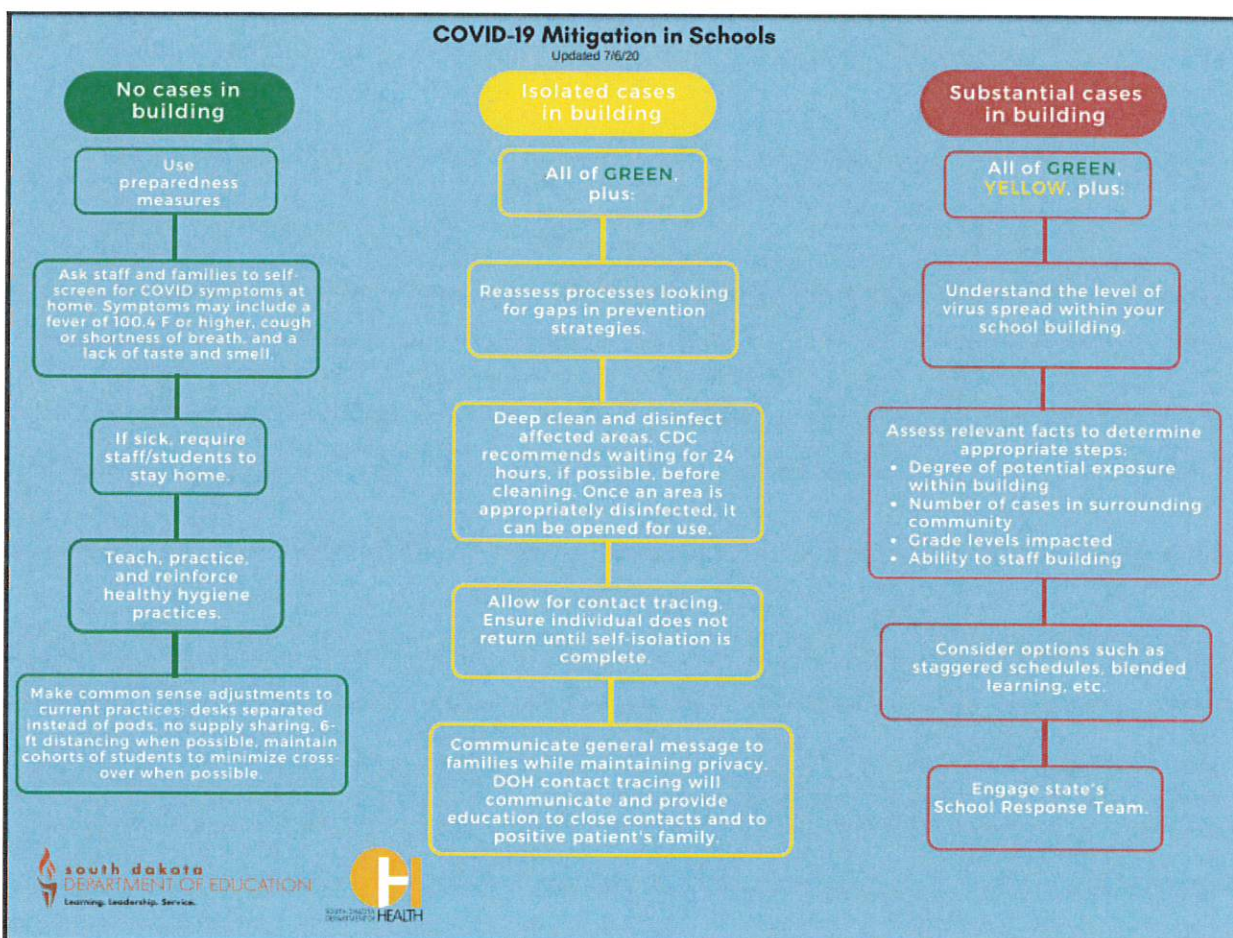 COVID-19 Mitigation in Schools
Updated 7/6/20
No cases in
building
Use
preparedness
measures
Ask staff and families to self-
screen for COVID symptoms at
home. Symptoms may include a
fever of 100.4 F or higher, cough
or shortness of breath, and a
lack of taste and smell.
If sick, require
staff/students to
stay home.
Teach, practice,
and reinforce
healthy hygiene
practices.
Make common sense adjustments to
current practices: desks separated
instead of pods, no supply sharing, 6-
ft distancing when possible, maintain
cohorts of students to minimize cross-
over when possible.
Isolated cases
in building
All of GREEN,
plus:
Reassess processes looking
for gaps in prevention
strategies.
Deep clean and disinfect
affected areas. CDC
recommends waiting for 24
hours, if possible, before
cleaning. Once an area is
appropriately disinfected, it
can be opened for use.
Allow for contact tracing.
Ensure individual does not
return until self-isolation is
complete.
Communicate general message to
families while maintaining privacy.
DOH contact tracing will
communicate and provide
education to close contacts and to
positive patient's family.
Substantial cases
in building
All of GREEN,
YELLOW, plus:
Understand the level of
virus spread within your
school building.
Assess relevant facts to determine
appropriate steps:
• Degree of potential exposure
within building
• Number of cases in surrounding
community
• Grade levels impacted
• Ability to staff building
Consider options such as
staggered schedules, blended
learning, etc.
Engage state's
School Response Team.
south dakota
DEPARTMENT OF EDUCATION
Learning. Leadership. Service.
SOUTH DAKOTA
DEPARTMENT OF HEALTH